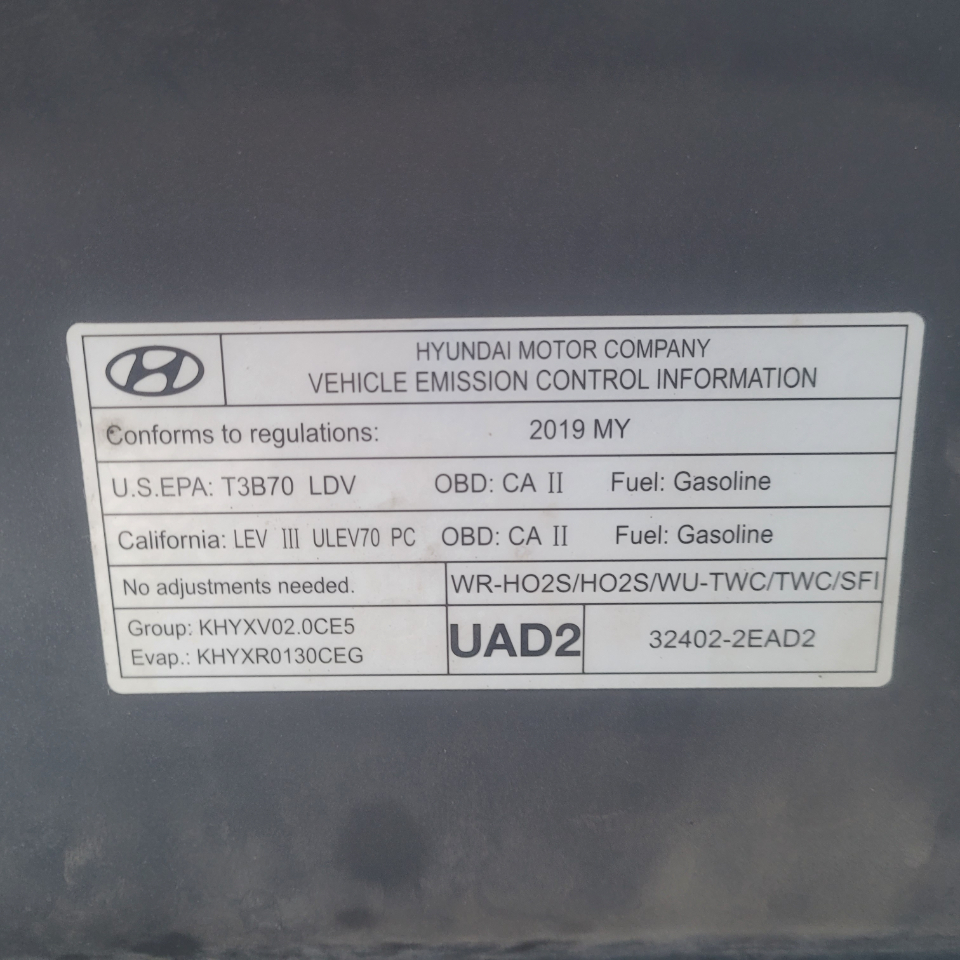 HYUNDAI MOTOR COMPANY
VEHICLE EMISSION CONTROL INFORMATION
Conforms to regulations: 2019 MY
U.S.EPA: T3B70 LDV OBD: CA II Fuel: Gasoline
California: LEV III ULEV70 PC OBD: CA II Fuel: Gasoline
No adjustments needed. WR-HO2S/HO2S/WU-TWC/TWC/SFI
Group: KHYXV02.0CE5
Evap.: KHYXR0130CEG
UAD2
32402-2EAD2